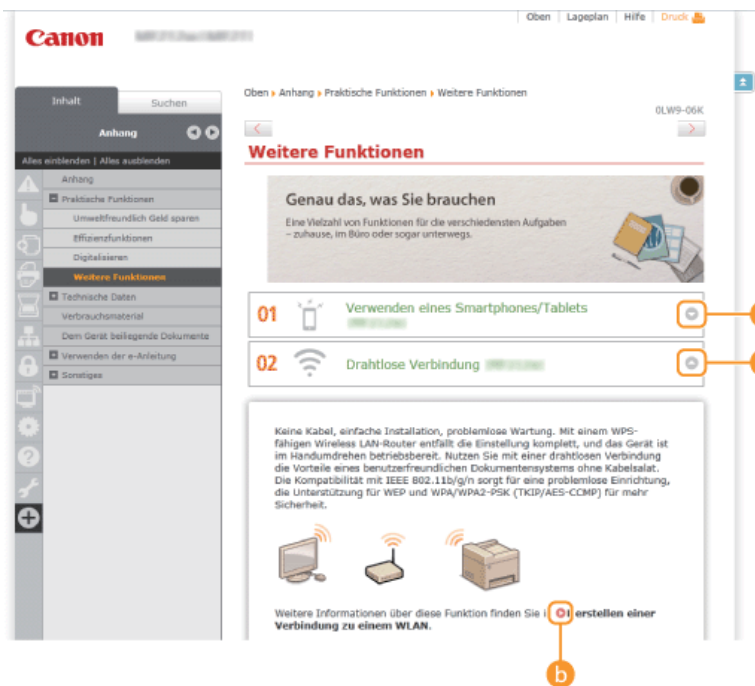 Oben | Lageplan | Hilfe | Druck
Canon
Inhalt
Suchen
Oben Anhang Praktische Funktionen Weitere Funktionen
0LW9-06K
Anhang
Alles einblenden | Alles ausblenden
Anhang
Praktische Funktionen
Umweltfreundlich Geld sparen
Effizienzfunktionen
Digitalisieren
Weitere Funktionen
Technische Daten
Verbrauchsmaterial
Dem Gerät beiliegende Dokumente
Verwenden der e-Anleitung
Sonstiges
Weitere Funktionen
Genau das, was Sie brauchen
Eine Vielzahl von Funktionen für die verschiedensten Aufgaben
– zuhause, im Büro oder sogar unterwegs.
01 Verwenden eines Smartphones/Tablets
02 Drahtlose Verbindung
Keine Kabel, einfache Installation, problemlose Wartung. Mit einem WPS-
fähigen Wireless LAN-Router entfällt die Einstellung komplett, und das Gerät ist
im Handumdrehen betriebsbereit. Nutzen Sie mit einer drahtlosen Verbindung
die Vorteile eines benutzerfreundlichen Dokumentensystems ohne Kabelsalat.
Die Kompatibilität mit IEEE 802.11b/g/n sorgt für eine problemlose Einrichtung,
die Unterstützung für WEP und WPA/WPA2-PSK (TKIP/AES-CCMP) für mehr
Sicherheit.
Weitere Informationen über diese Funktion finden Sie erstellen einer
Verbindung zu einem WLAN.
b